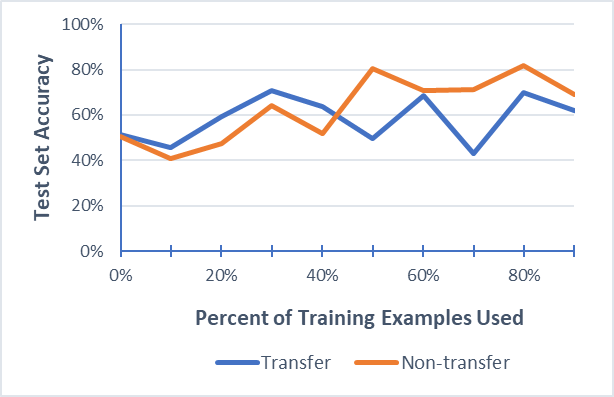 100%
80%
60%
40%
20%
0%
Test Set Accuracy
0% 20% 40% 60% 80%
Percent of Training Examples Used
Transfer Non-transfer